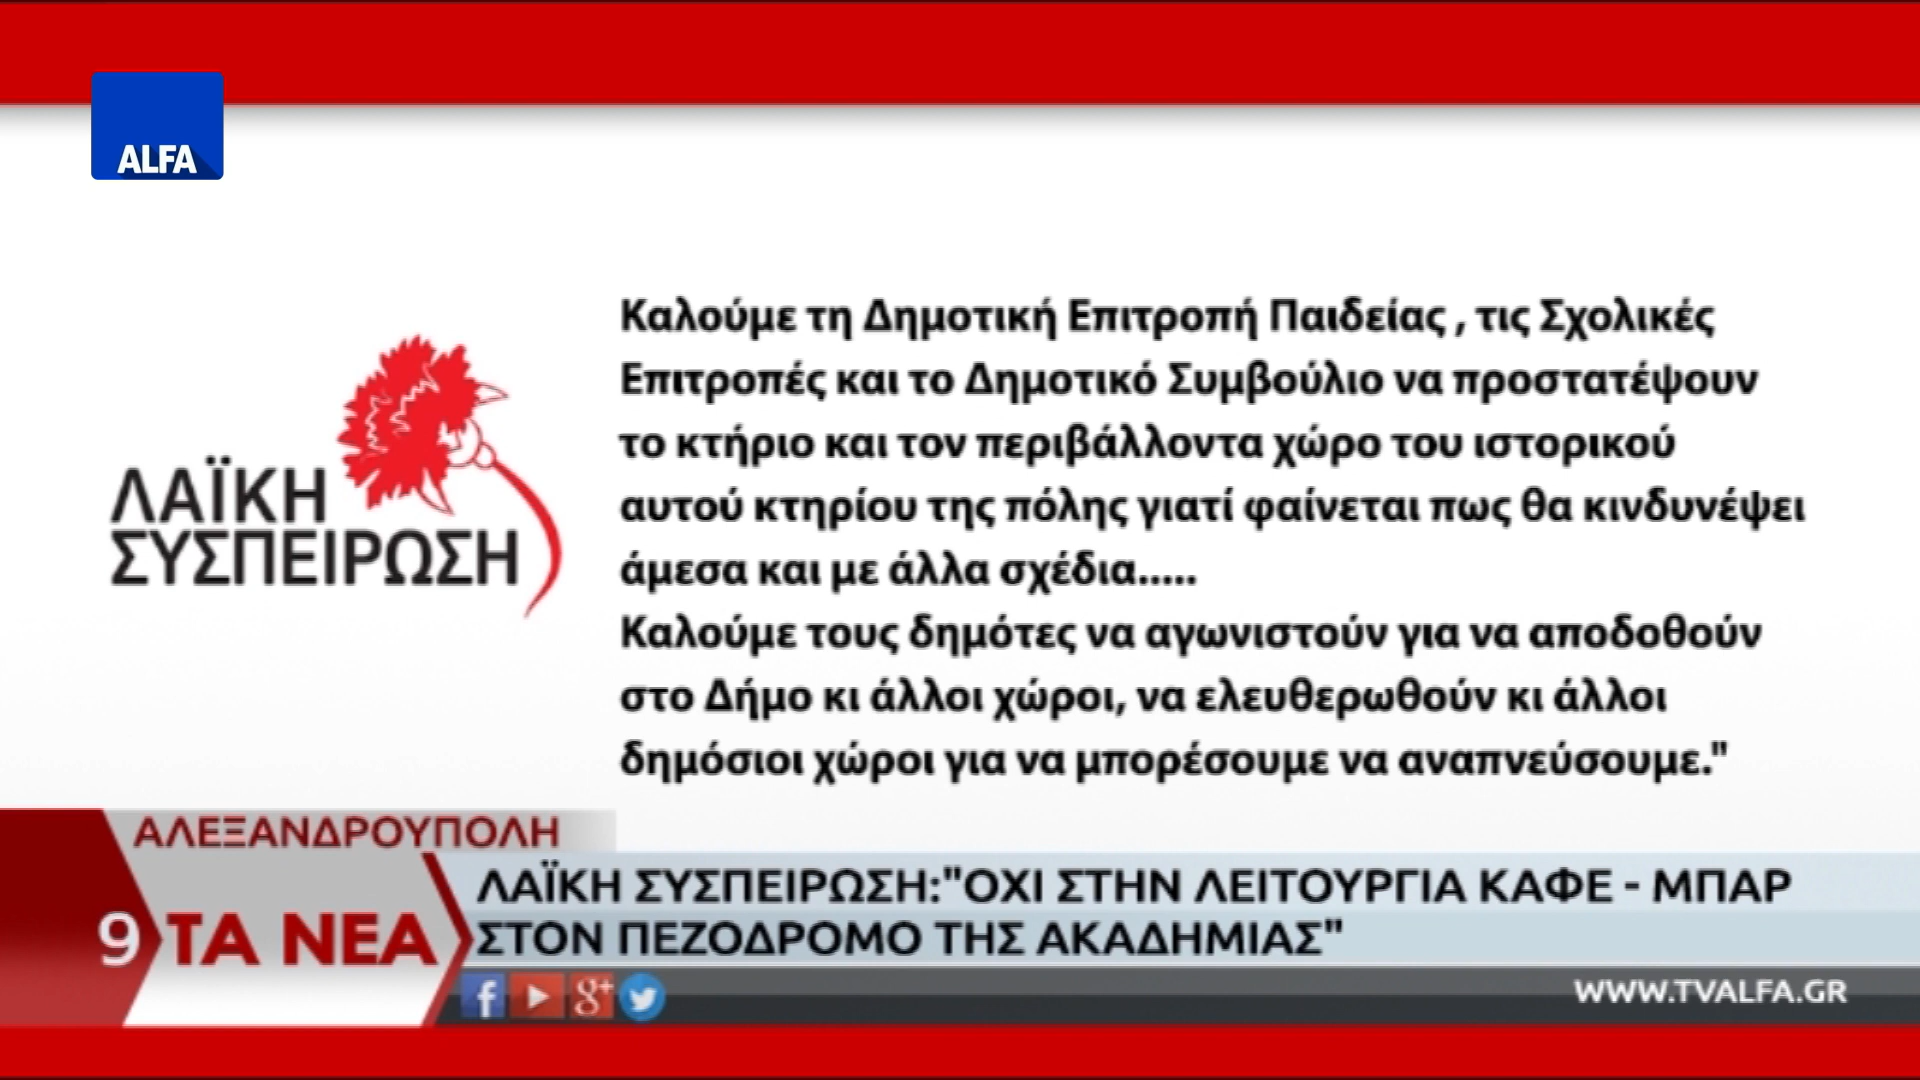 ALFA
Καλούμε τη Δημοτική Επιτροπή Παιδείας , τις Σχολικές
Επιτροπές και το Δημοτικό Συμβούλιο να προστατέψουν
το κτήριο και τον περιβάλλοντα χώρο του ιστορικού
αυτού κτηρίου της πόλης γιατί φαίνεται πως θα κινδυνέψει
άμεσα και με άλλα σχέδια.....
Καλούμε τους δημότες να αγωνιστούν για να αποδοθούν
στο Δήμο κι άλλοι χώροι, να ελευθερωθούν κι άλλοι
δημόσιοι χώροι για να μπορέσουμε να αναπνεύσουμε."
ΛΑΪΚΗ
ΣΥΣΠΕΙΡΩΣΗ
ΑΛΕΞΑΝΔΡΟΥΠΟΛΗ
ΛΑΪΚΗ ΣΥΣΠΕΙΡΩΣΗ:"ΟΧΙ ΣΤΗΝ ΛΕΙΤΟΥΡΓΙΑ ΚΑΦΕ - ΜΠΑΡ
ΣΤΟΝ ΠΕΖΟΔΡΟΜΟ ΤΗΣ ΑΚΑΔΗΜΙΑΣ"
9 ΤΑ ΝΕΑ
f g+
WWW.TVALFA.GR